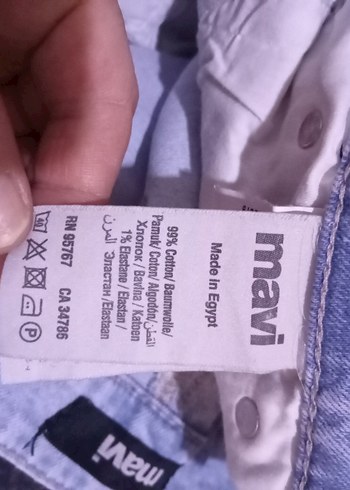 mavi
Made in Egypt
99% Cotton/Baumwolle/
Pamuk/Coton/Algodón/القطن/
Хлопок/Bavlna/Katoen
1% Elastane/Elastan/
Эластан/Elastaan
RN 95767 CA 34786
P
mavi